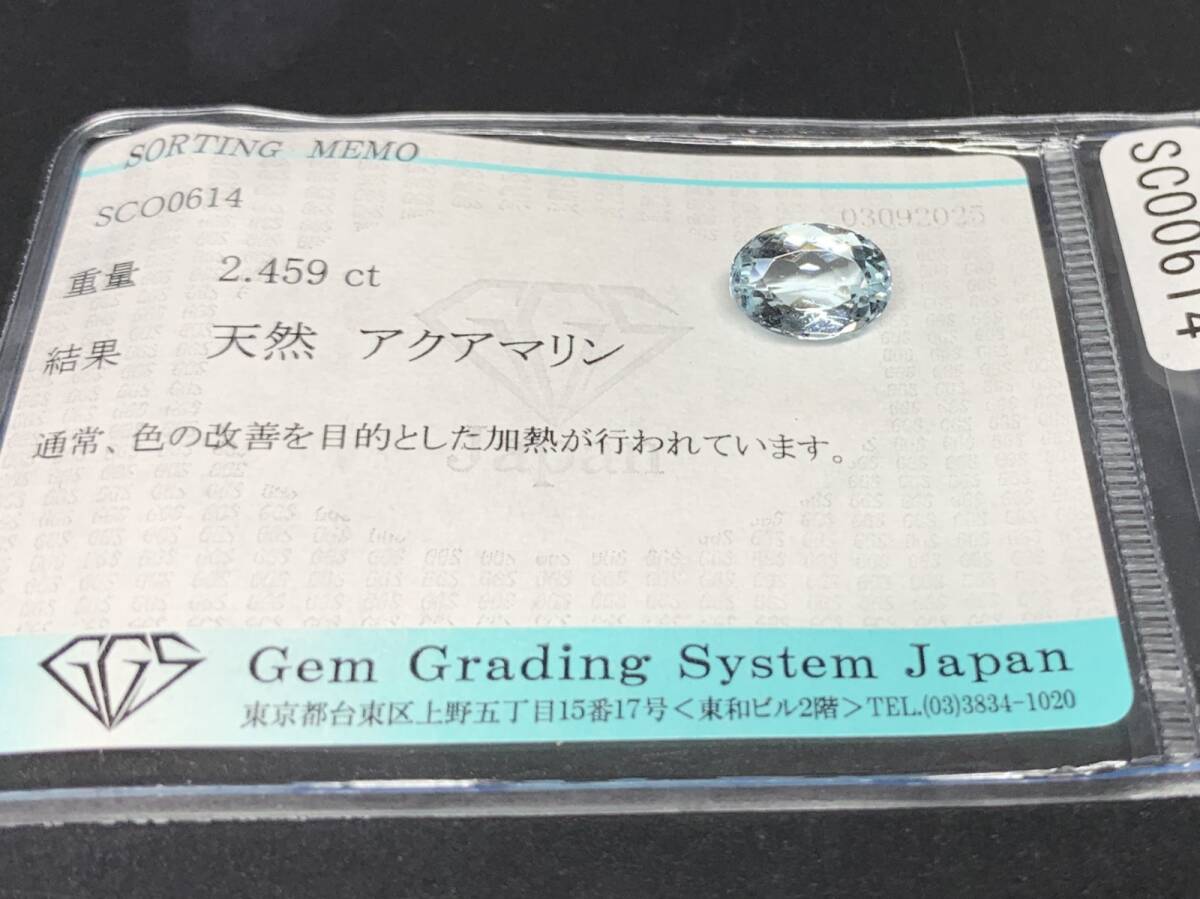 SORTING MEMO
SCO0614
03092025
重量 2.459 ct
結果 天然 アクアマリン
通常、色の改善を目的とした加熱が行われています。
Japan
GGS
Gem Grading System Japan
東京都台東区上野五丁目15番17号＜東和ビル2階＞TEL.(03)3834-1020
SC00614